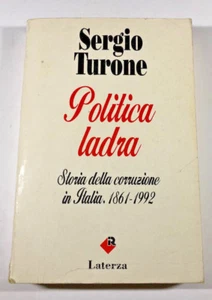 Sergio
Turone
Politica
ladra
Storia della corruzione
in Italia. 1861-1992
Laterza